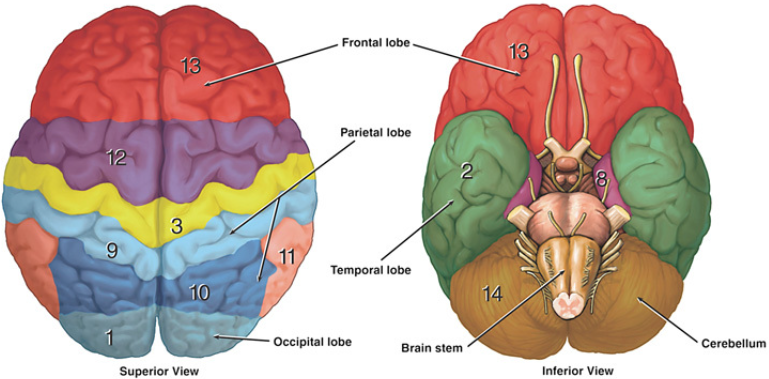 Frontal lobe
13
13
Parietal lobe
12
2
8
3
9
11
Temporal lobe
10
14
1
Occipital lobe
Brain stem
Cerebellum
Superior View
Inferior View